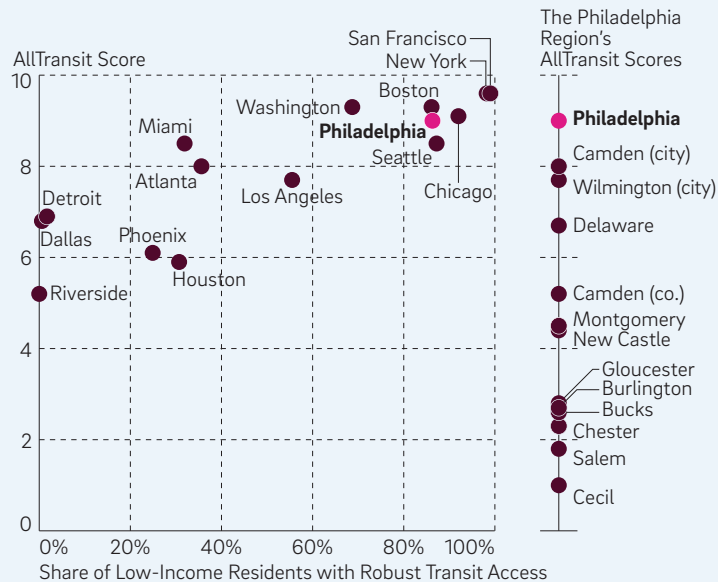 The Philadelphia
Region's
AllTransit Scores
AllTransit Score
San Francisco
New York
Boston
Washington
Philadelphia
Seattle
Chicago
Miami
Atlanta
Los Angeles
Detroit
Dallas
Phoenix
Houston
Riverside
10
8
6
4
2
0
0%
20%
40%
60%
80%
100%
Share of Low-Income Residents with Robust Transit Access
Philadelphia
Camden (city)
Wilmington (city)
Delaware
Camden (co.)
Montgomery
New Castle
Gloucester
Burlington
Bucks
Chester
Salem
Cecil